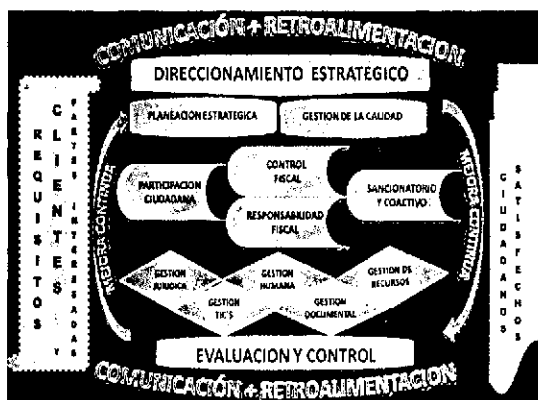 COMUNICACIÓN + RETROALIMENTACION
DIRECCIONAMIENTO ESTRATEGICO
PLANEACION ESTRATEGICA
GESTION DE LA CALIDAD
REQUISITOS
CLIENTES Y
PARTES INTERESADAS
MEJORA CONTINUA
PARTICIPACION
CIUDADANA
CONTROL
FISCAL
RESPONSABILIDAD
FISCAL
SANCIONATORIO
Y COACTIVO
MEJORA CONTINUA
CIUDADANOS
SATISFECHOS
GESTION
JURIDICA
GESTION
TIC'S
GESTION
HUMANA
GESTION
DOCUMENTAL
GESTION DE
RECURSOS
EVALUACION Y CONTROL
COMUNICACIÓN + RETROALIMENTACION